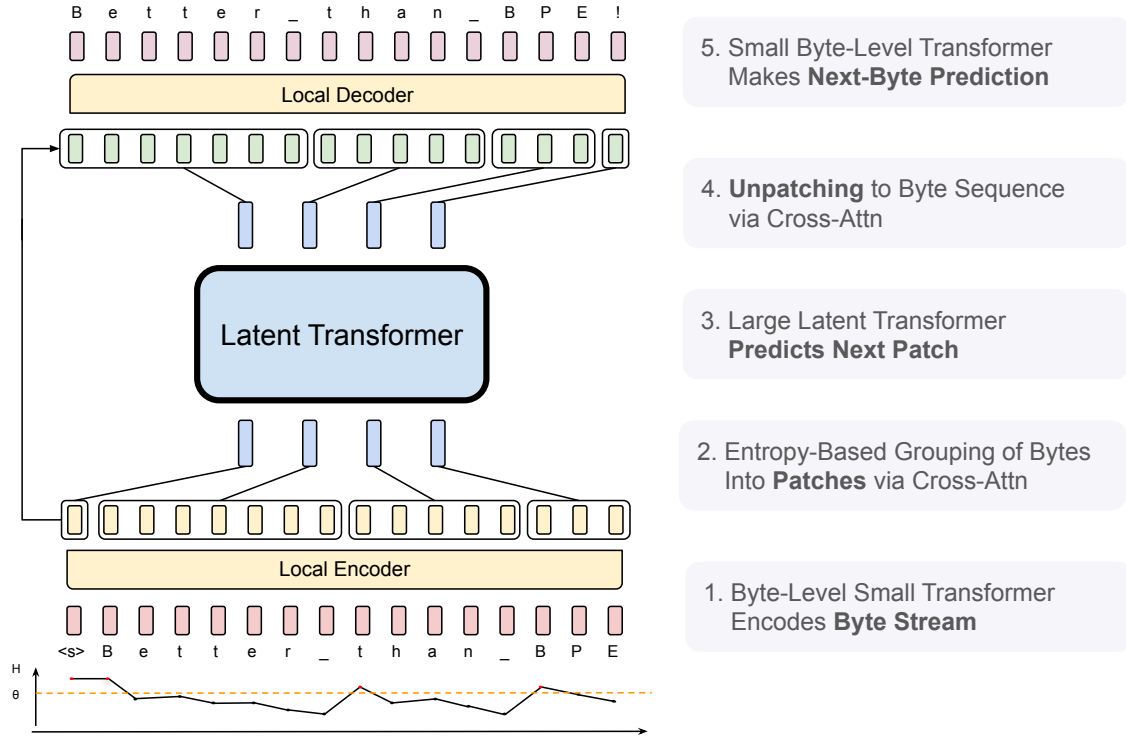 B e t t e r _ t h a n _ B P E !
Local Decoder
Latent Transformer
Local Encoder
<s> B e t t e r _ t h a n _ B P E
H
θ
5. Small Byte-Level Transformer
Makes Next-Byte Prediction
4. Unpatching to Byte Sequence
via Cross-Attn
3. Large Latent Transformer
Predicts Next Patch
2. Entropy-Based Grouping of Bytes
Into Patches via Cross-Attn
1. Byte-Level Small Transformer
Encodes Byte Stream